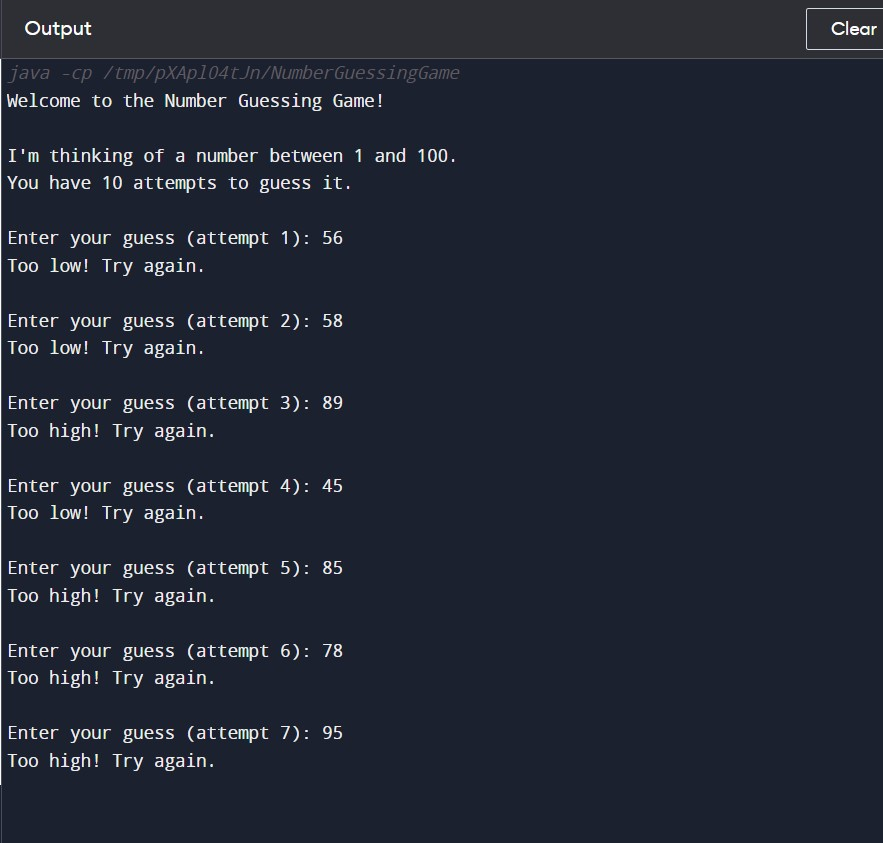 Output
Clear
java -cp /tmp/pXApl04tJn/NumberGuessingGame
Welcome to the Number Guessing Game!
I'm thinking of a number between 1 and 100.
You have 10 attempts to guess it.
Enter your guess (attempt 1): 56
Too low! Try again.
Enter your guess (attempt 2): 58
Too low! Try again.
Enter your guess (attempt 3): 89
Too high! Try again.
Enter your guess (attempt 4): 45
Too low! Try again.
Enter your guess (attempt 5): 85
Too high! Try again.
Enter your guess (attempt 6): 78
Too high! Try again.
Enter your guess (attempt 7): 95
Too high! Try again.